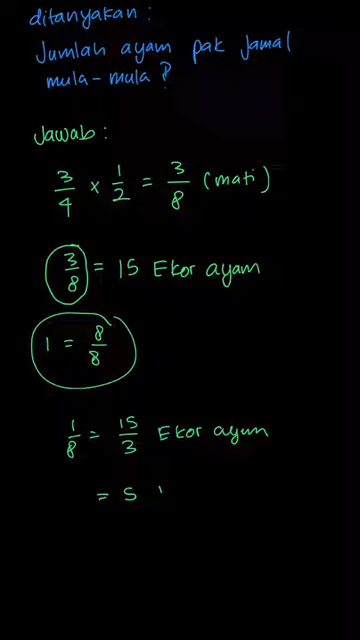 ditanyakan :
Jumlah ayam pak jamal
mula-mula ?
Jawab :
3/4 × 1/2 = 3/8 (mati)
3/8 = 15 Ekor ayam
1 = 8/8
1/8 = 15/3 Ekor ayam
= 5